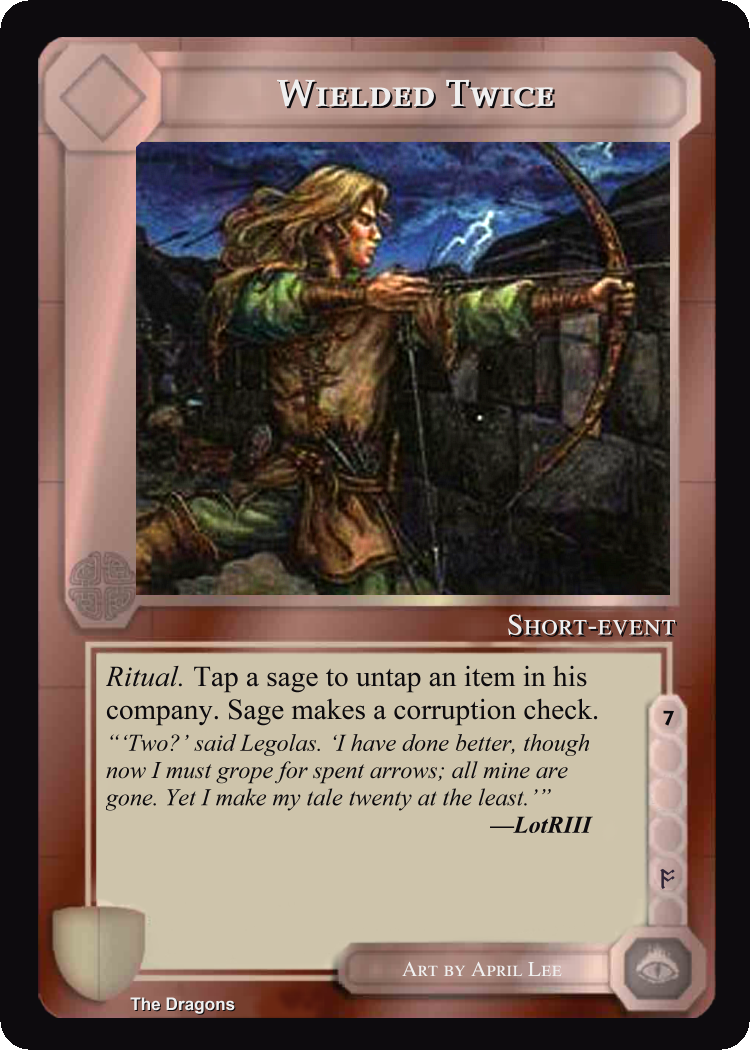 Wielded Twice
Short-event
Ritual. Tap a sage to untap an item in his
company. Sage makes a corruption check.
“‘Two?’ said Legolas. ‘I have done better, though
now I must grope for spent arrows; all mine are
gone. Yet I make my tale twenty at the least.’”
—LotRIII
7
ᚩ
Art by April Lee
The Dragons